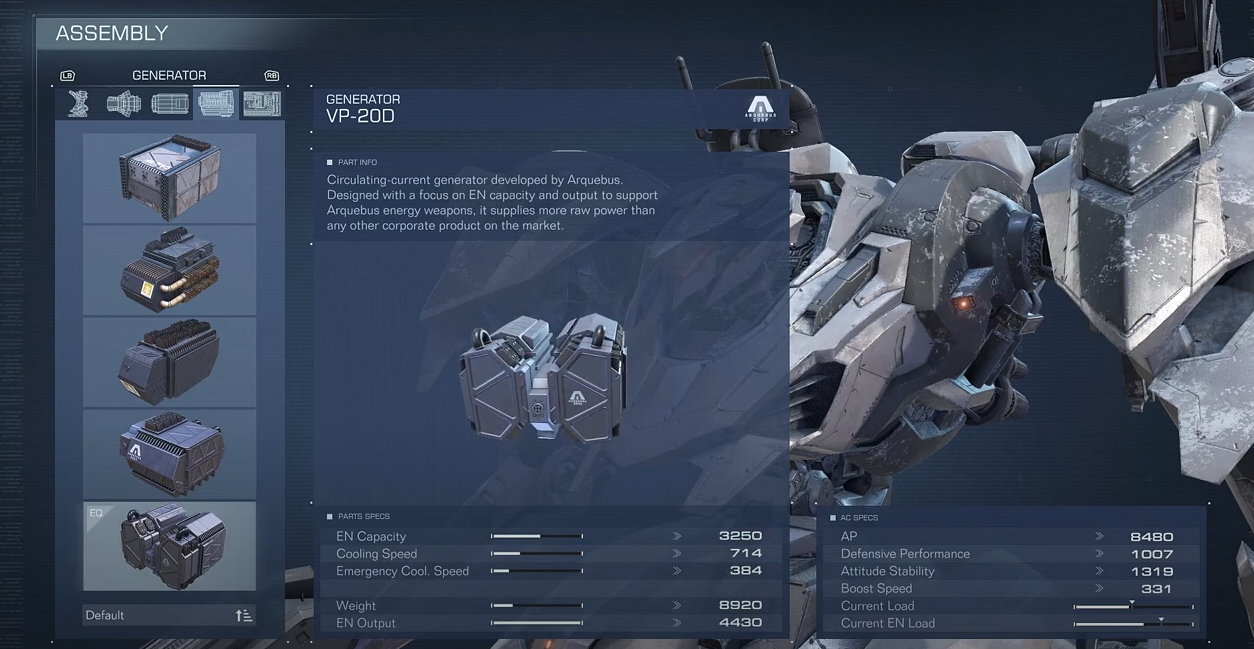 ASSEMBLY
LB
GENERATOR
RB
GENERATOR
VP-20D
ARQUEBUS
CORP
PART INFO
Circulating-current generator developed by Arquebus.
Designed with a focus on EN capacity and output to support
Arquebus energy weapons, it supplies more raw power than
any other corporate product on the market.
EQ
Default
PARTS SPECS
EN Capacity 3250
Cooling Speed 714
Emergency Cool. Speed 384
Weight 8920
EN Output 4430
AC SPECS
AP 8480
Defensive Performance 1007
Attitude Stability 1319
Boost Speed 331
Current Load
Current EN Load